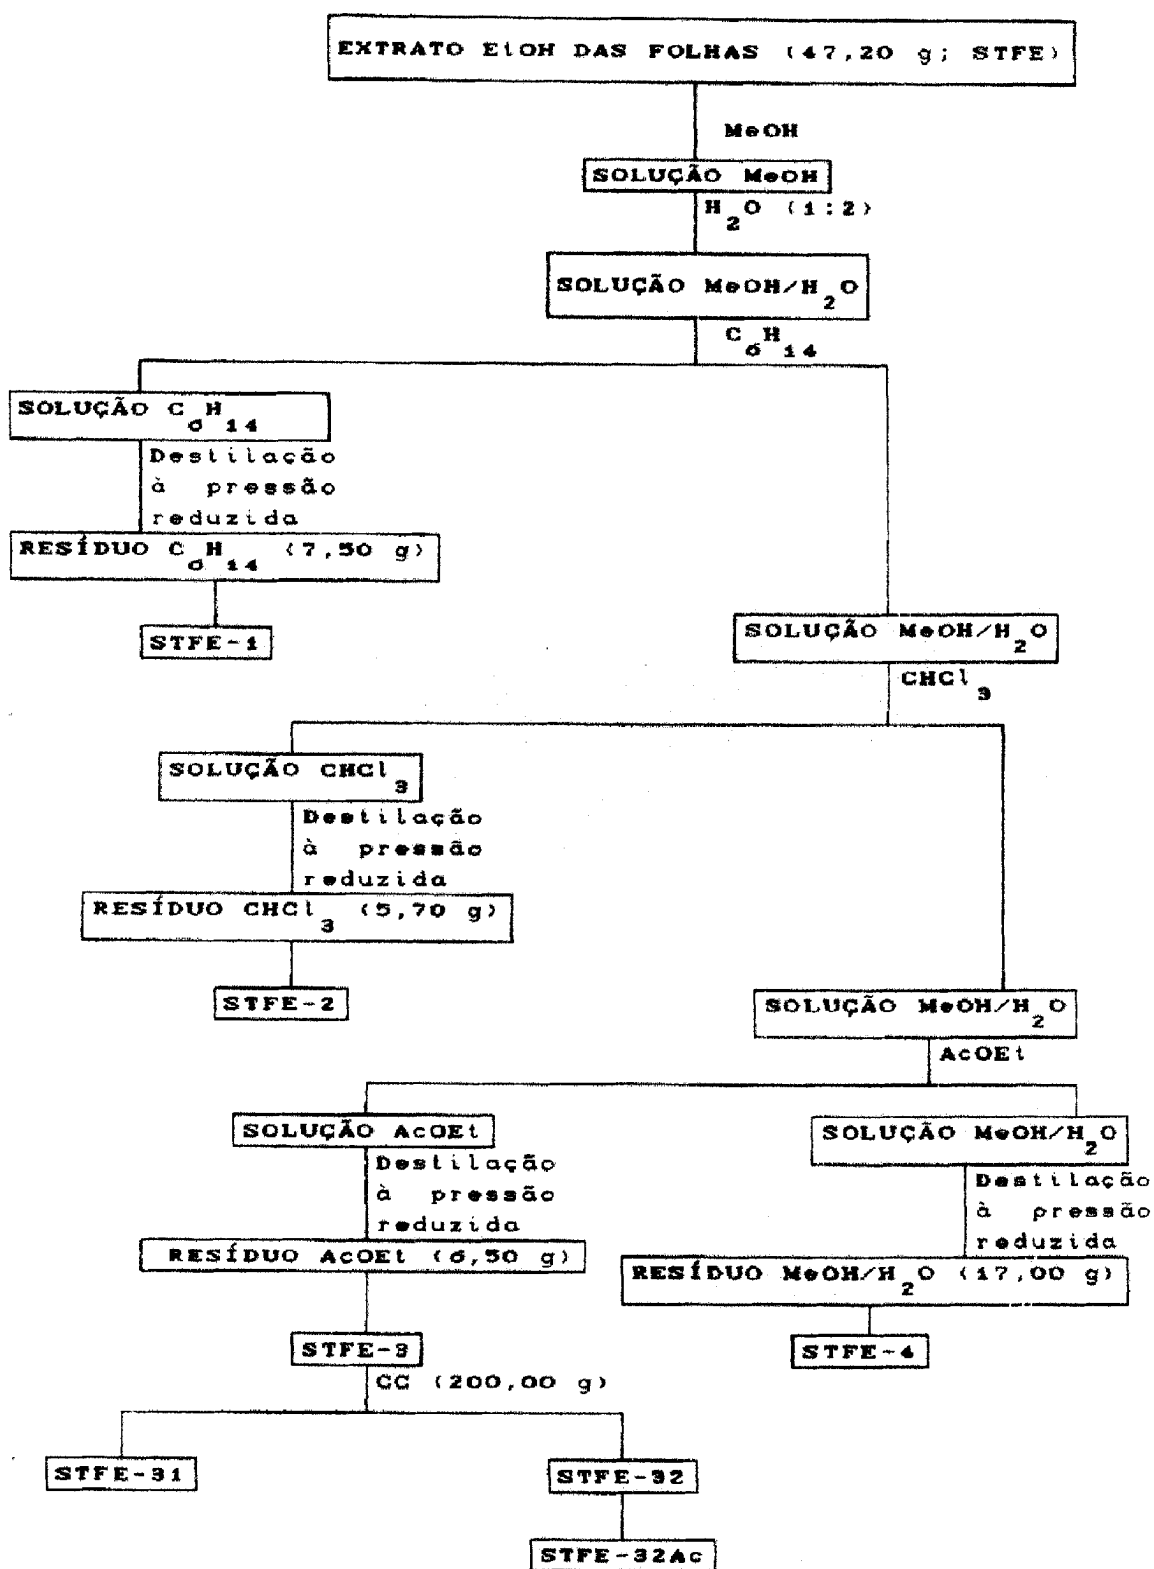 EXTRATO EtOH DAS FOLHAS (47,20 g; STFE)
MeOH
SOLUÇÃO MeOH
H2O (1:2)
SOLUÇÃO MeOH/H2O
C6H14
SOLUÇÃO C6H14
Destilação
à pressão
reduzida
RESÍDUO C6H14 (7,50 g)
STFE-1
SOLUÇÃO MeOH/H2O
CHCl3
SOLUÇÃO CHCl3
Destilação
à pressão
reduzida
RESÍDUO CHCl3 (5,70 g)
STFE-2
SOLUÇÃO MeOH/H2O
AcOEt
SOLUÇÃO AcOEt
Destilação
à pressão
reduzida
RESÍDUO AcOEt (6,50 g)
SOLUÇÃO MeOH/H2O
Destilação
à pressão
reduzida
RESÍDUO MeOH/H2O (17,00 g)
STFE-3
STFE-4
CC (200,00 g)
STFE-31
STFE-32
STFE-32Ac